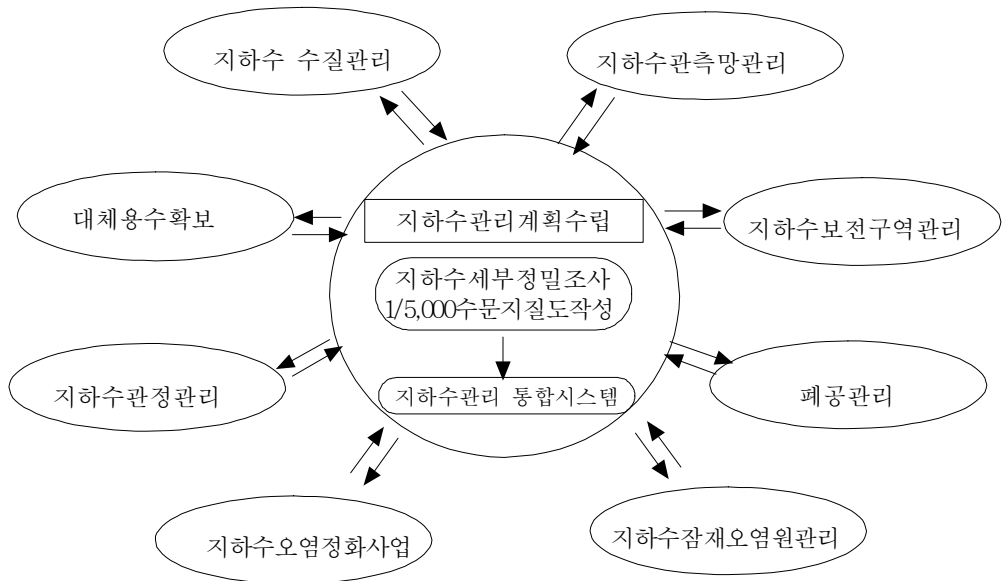 지하수 수질관리
지하수관측망관리
대체용수확보
지하수관리계획수립
지하수보전구역관리
지하수세부정밀조사
1/5,000수문지질도작성
지하수관정관리
지하수관리 통합시스템
폐공관리
지하수오염정화사업
지하수잠재오염원관리